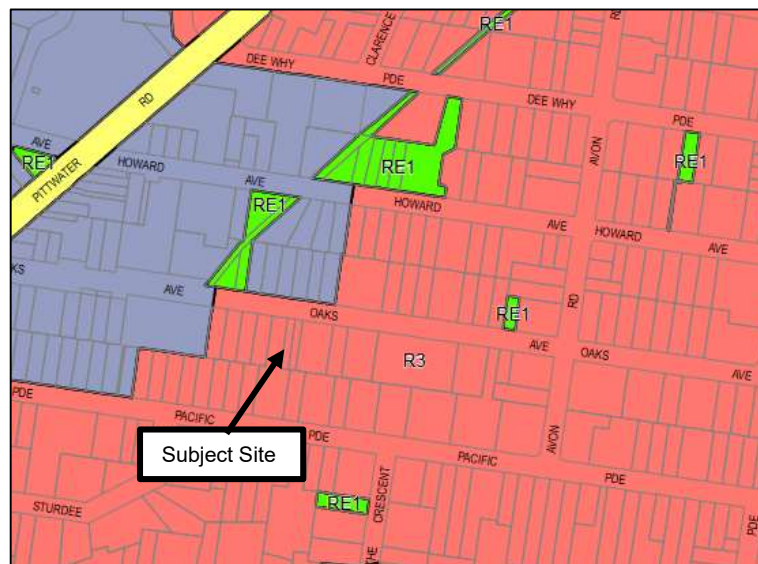 CLARENCE
RE1
RD
DEE WHY
PDE
DEE WHY
PDE
PITTWATER
RD
AVE
RE1
HOWARD
AVE
RE1
RE1
AVON
RE1
HOWARD
AVE
HOWARD
AVE
KS
AVE
OAKS
RE1
RD
AVE
OAKS
AVE
R3
PDE
PACIFIC
PDE
PACIFIC
PDE
AVON
Subject Site
STURDEE
RE1
THE
CRESCENT
PDE